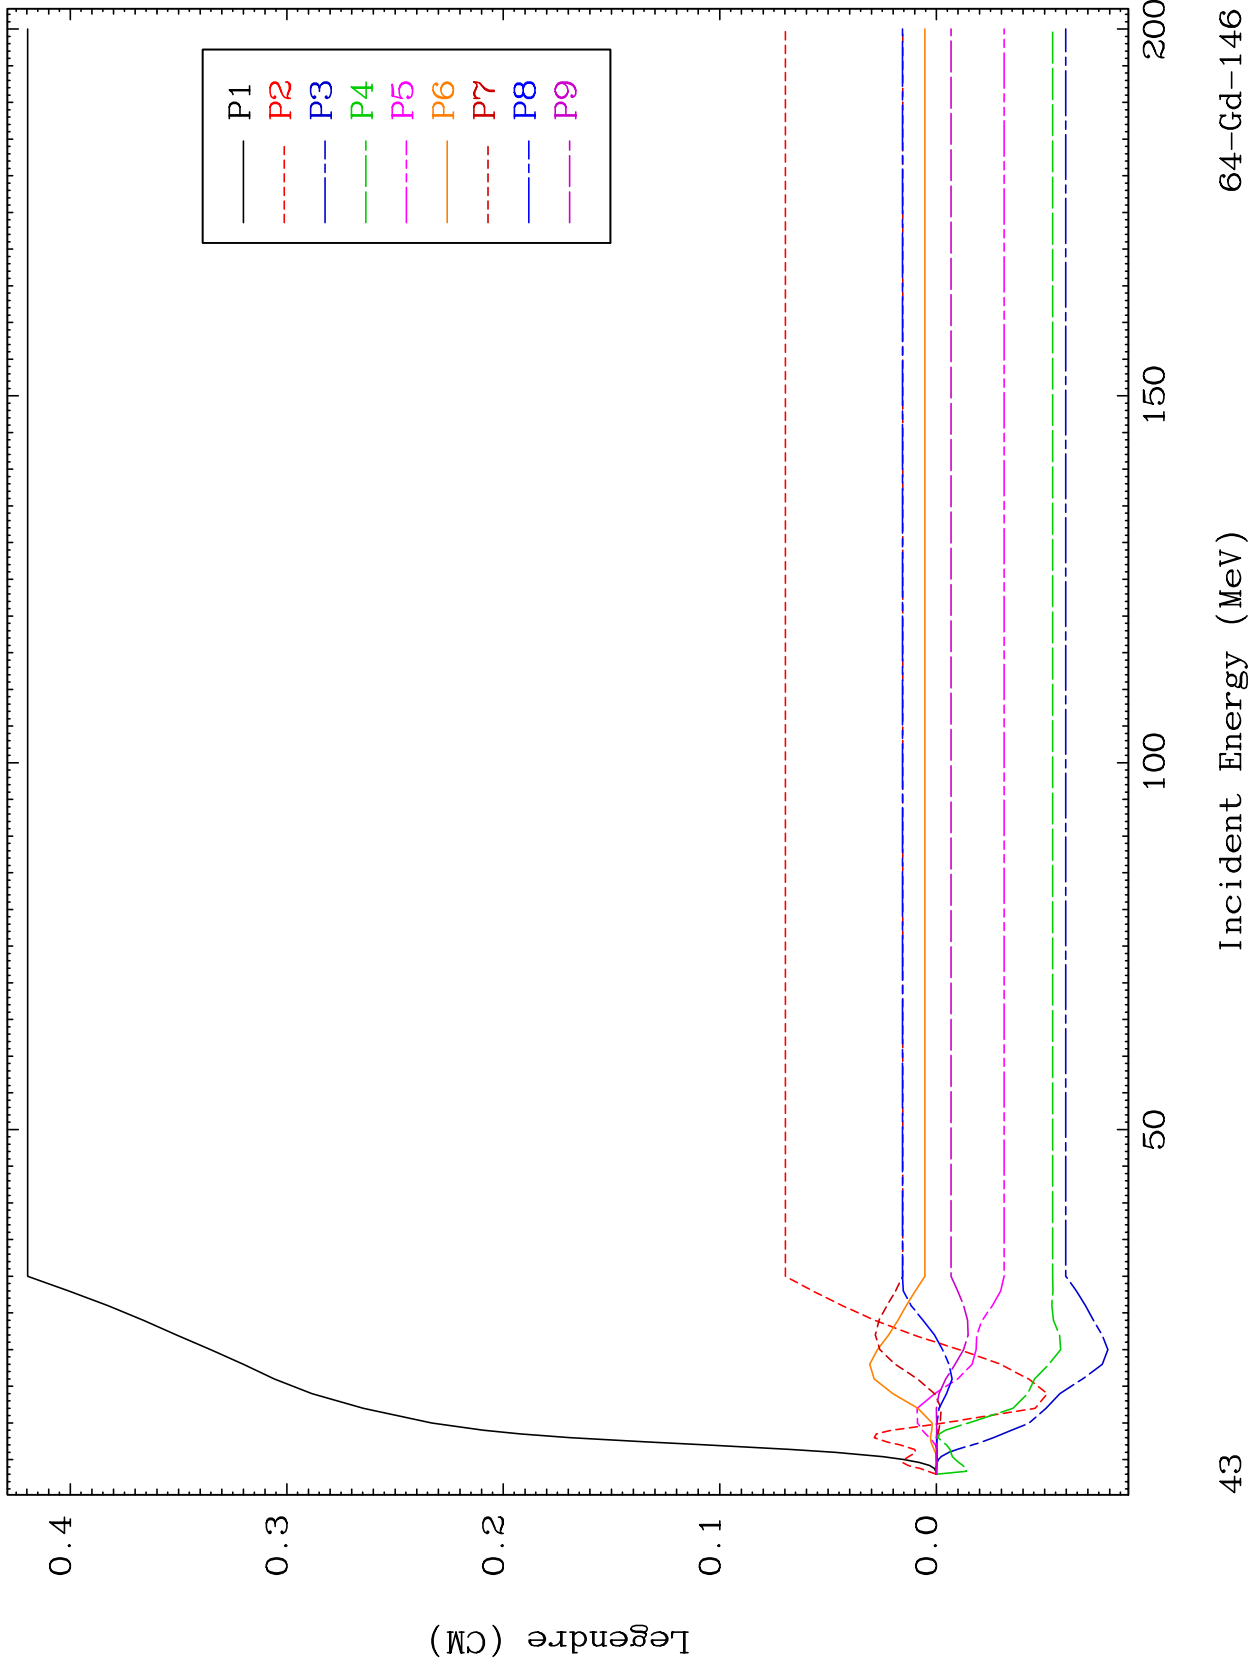 P1
P2
P3
P4
P5
P6
P7
P8
P9
0.4
0.3
0.2
0.1
0.0
Legendre (CM)
50
100
150
200
Incident Energy (MeV)
43
64-Gd-146